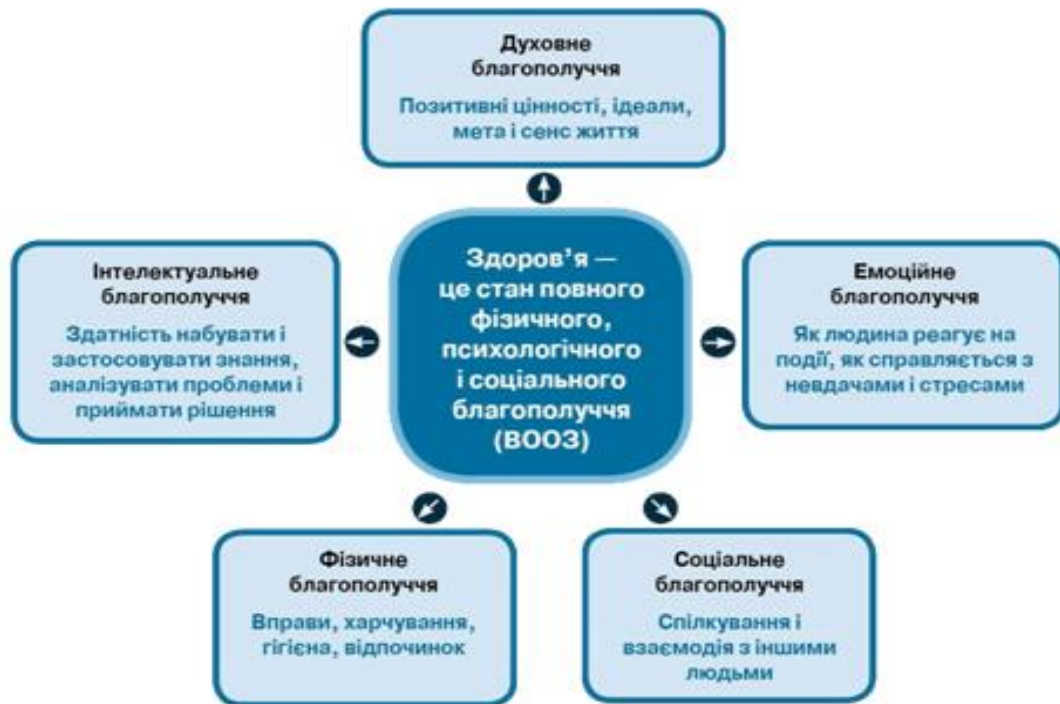 Духовне
благополуччя
Позитивні цінності, ідеали,
мета і сенс життя
Інтелектуальне
благополуччя
Здатність набувати і
застосовувати знання,
аналізувати проблеми і
приймати рішення
Здоров'я —
це стан повного
фізичного,
психологічного
і соціального
благополуччя
(ВООЗ)
Емоційне
благополуччя
Як людина реагує на
події, як справляється з
невдачами і стресами
Фізичне
благополуччя
Вправи, харчування,
гігієна, відпочинок
Соціальне
благополуччя
Спілкування і
взаємодія з іншими
людьми